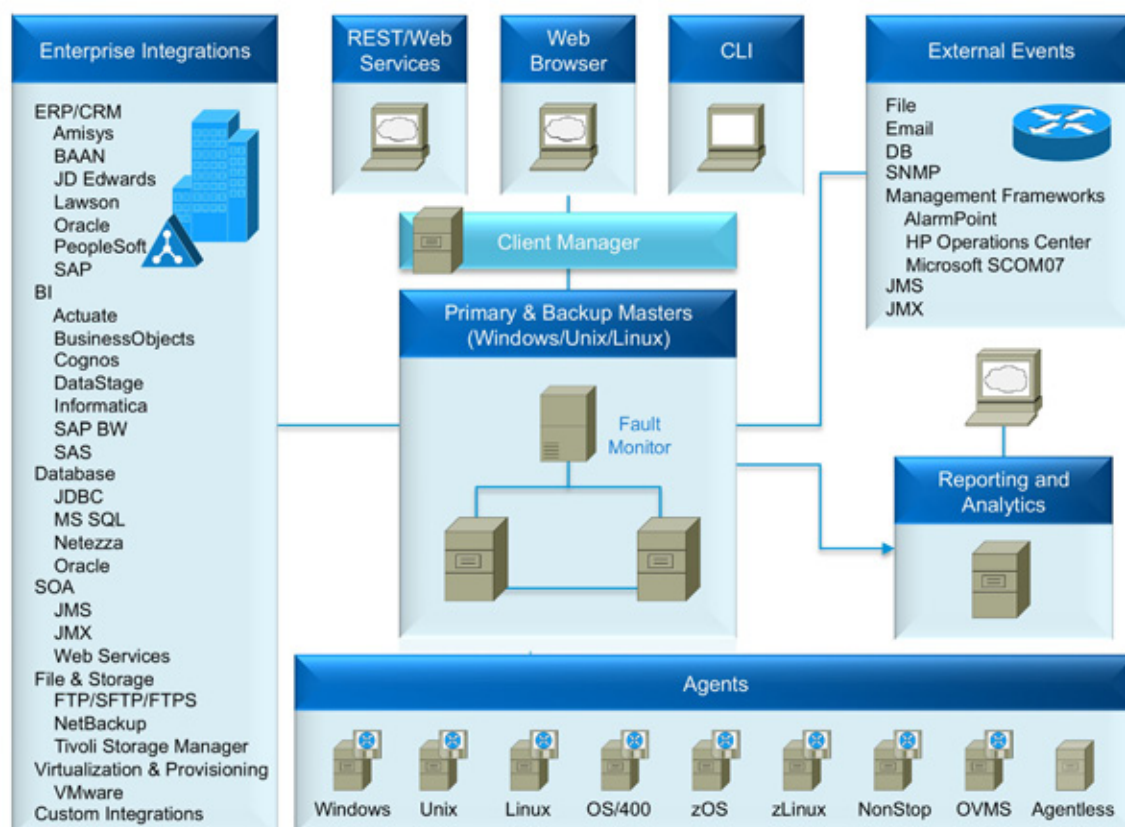 Enterprise Integrations
ERP/CRM
Amisys
BAAN
JD Edwards
Lawson
Oracle
PeopleSoft
SAP
BI
Actuate
BusinessObjects
Cognos
DataStage
Informatica
SAP BW
SAS
Database
JDBC
MS SQL
Netezza
Oracle
SOA
JMS
JMX
Web Services
File & Storage
FTP/SFTP/FTPS
NetBackup
Tivoli Storage Manager
Virtualization & Provisioning
VMware
Custom Integrations
REST/Web
Services
Web
Browser
CLI
Client Manager
Primary & Backup Masters
(Windows/Unix/Linux)
Fault
Monitor
External Events
File
Email
DB
SNMP
Management Frameworks
AlarmPoint
HP Operations Center
Microsoft SCOM07
JMS
JMX
Reporting and
Analytics
Agents
Windows
Unix
Linux
OS/400
zOS
zLinux
NonStop
OVMS
Agentless